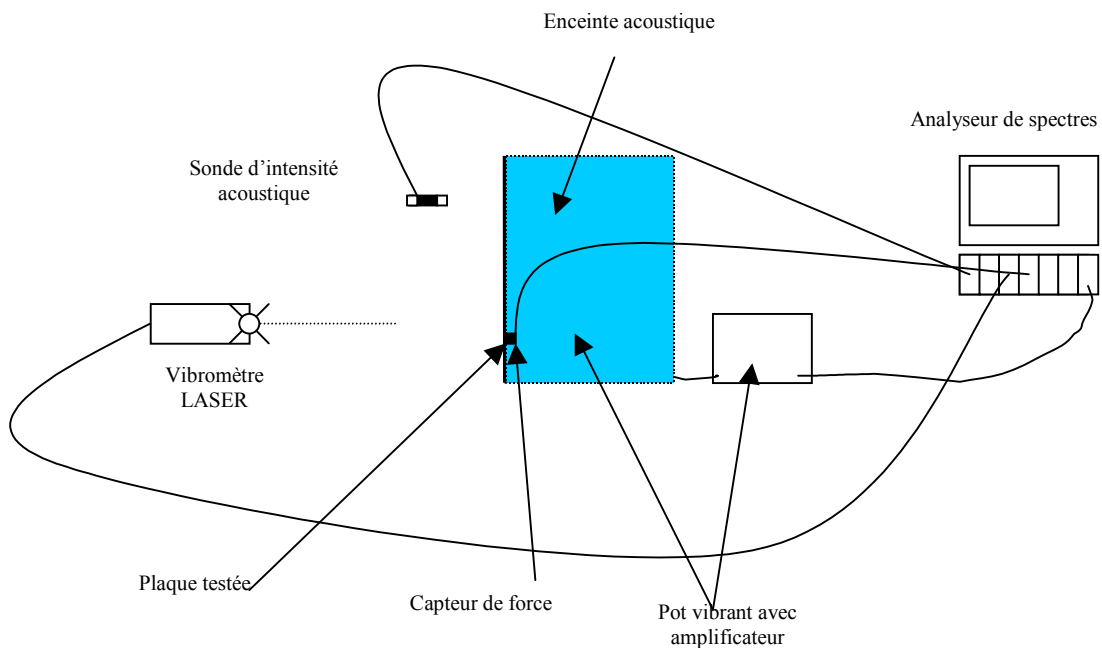 Enceinte acoustique
Analyseur de spectres
Sonde d’intensité
acoustique
Vibromètre
LASER
Plaque testée
Capteur de force
Pot vibrant avec
amplificateur